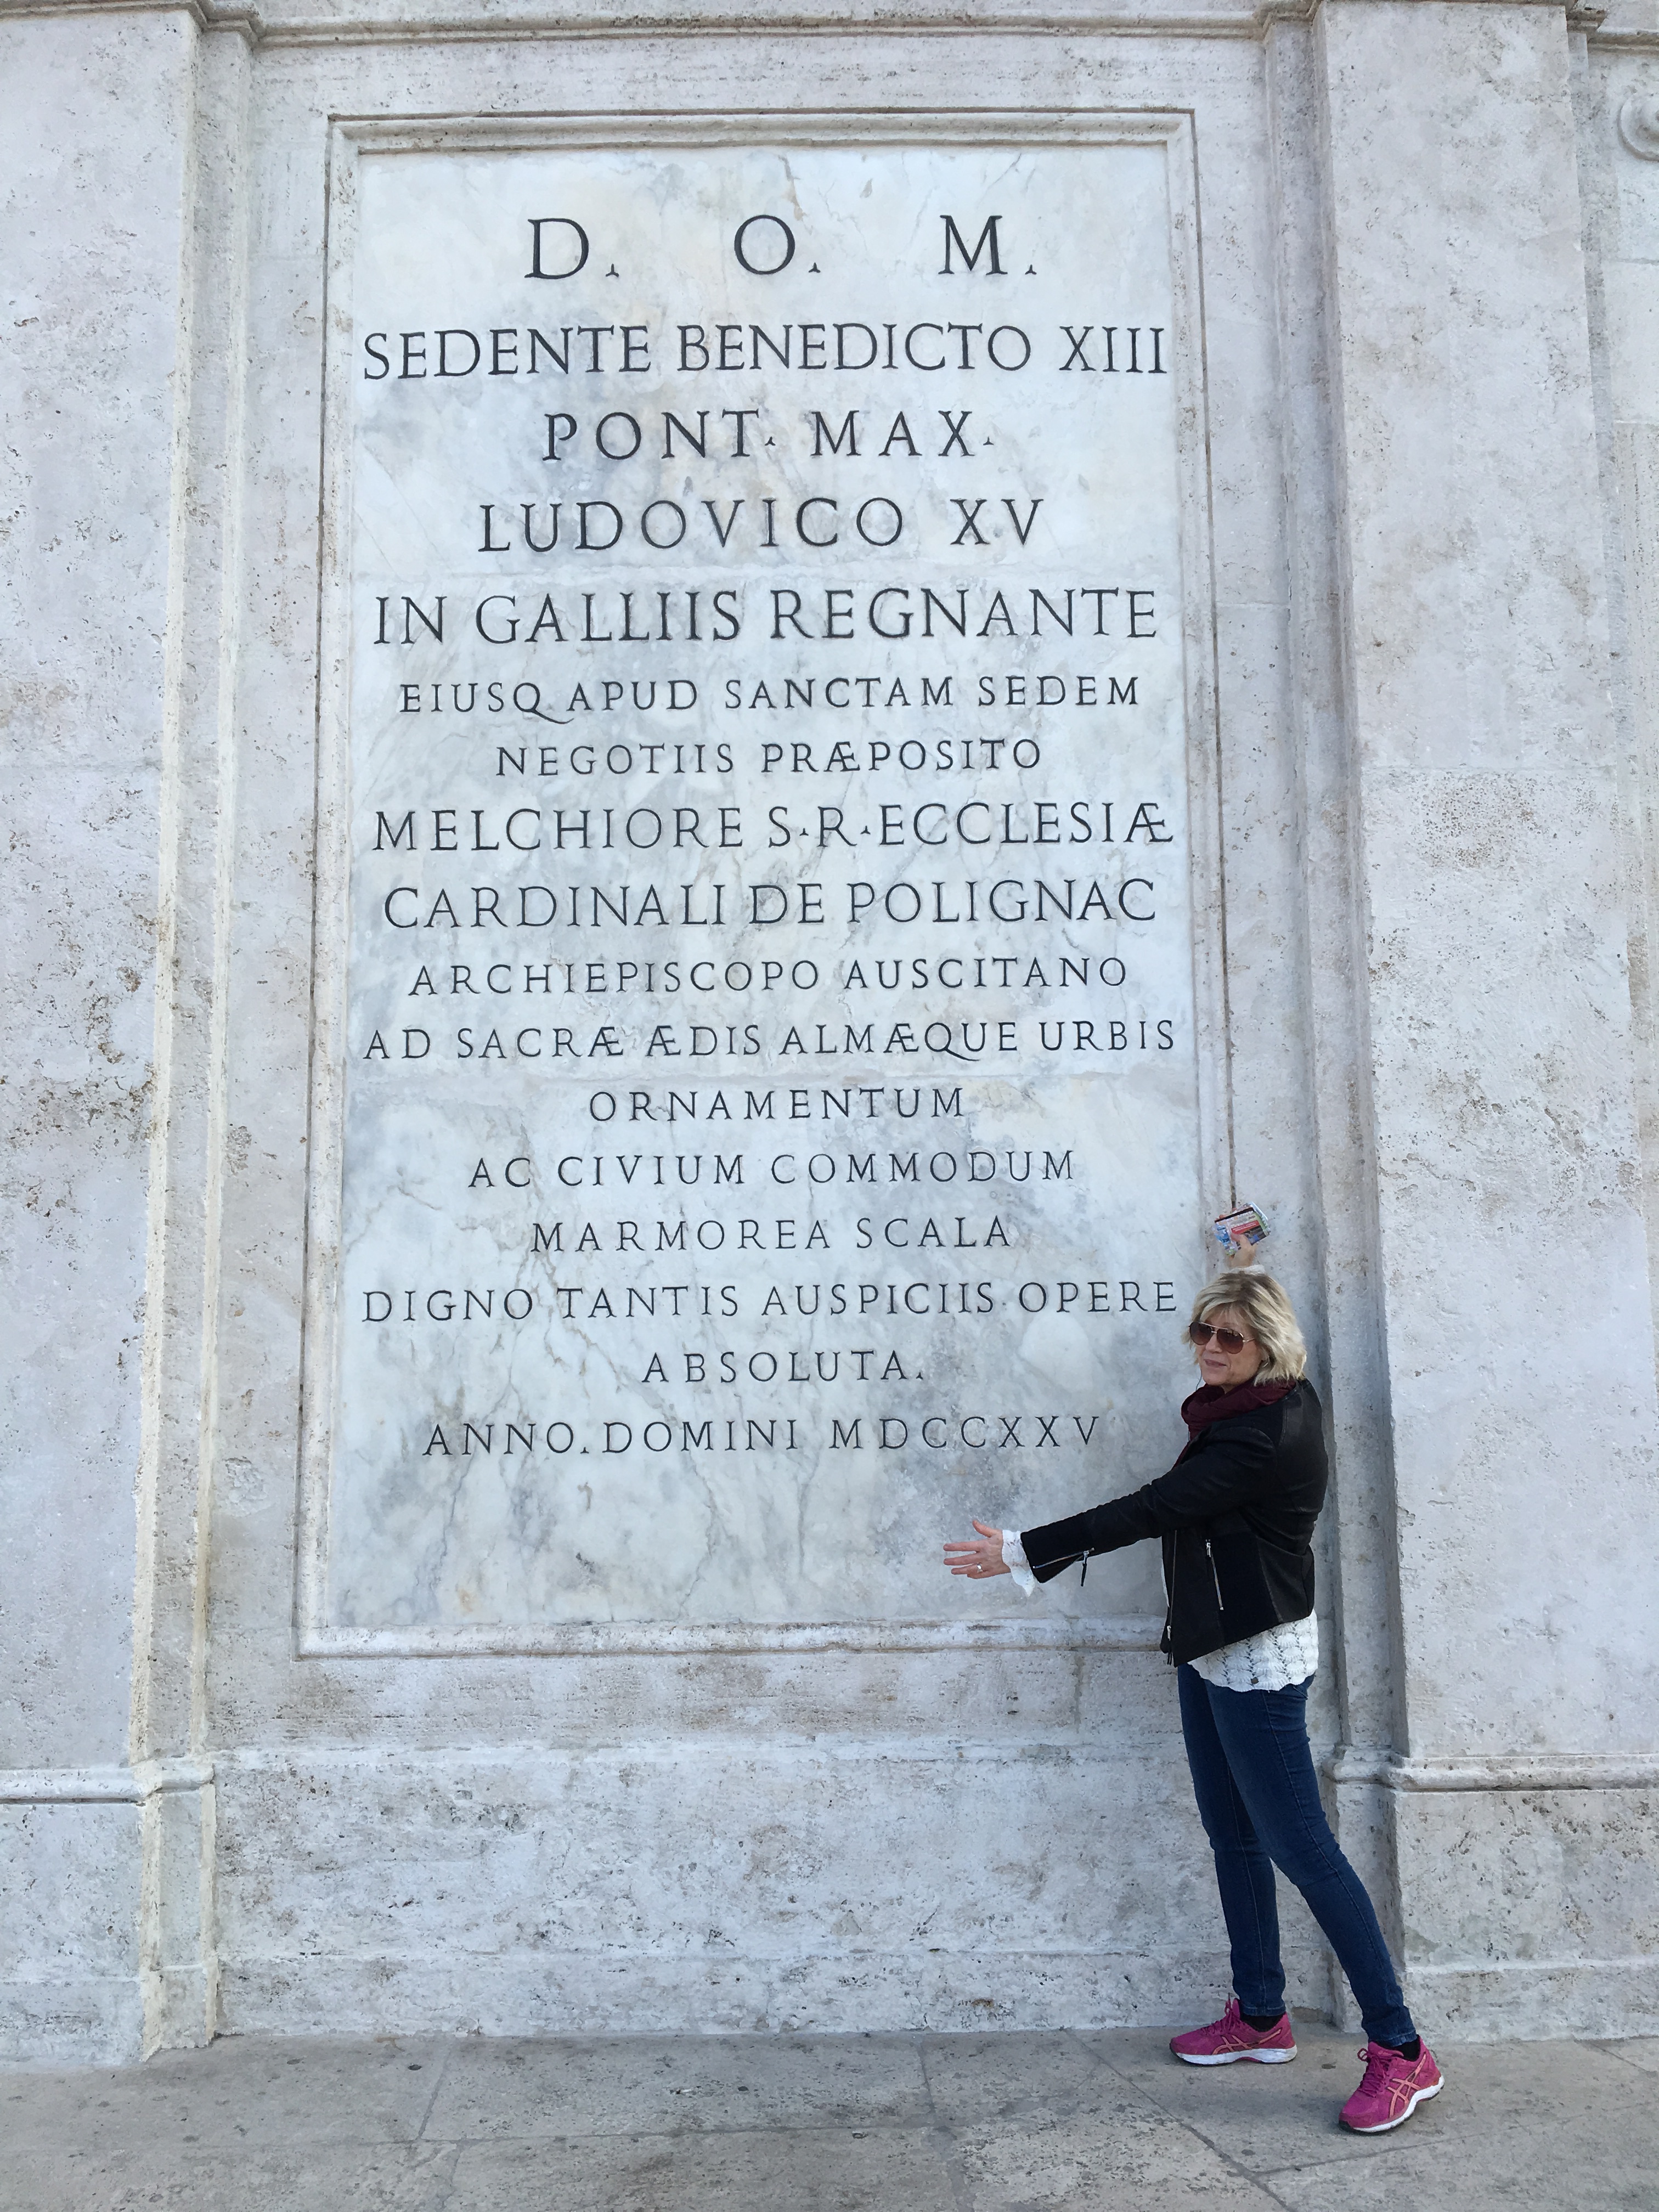 D. O. M.
SEDENTE BENEDICTO XIII
PONT. MAX.
LUDOVICO XV
IN GALLIIS REGNANTE
EIUSQ APUD SANCTAM SEDEM
NEGOTIIS PRÆPOSITO
MELCHIORE S·R·ECCLESIÆ
CARDINALI DE POLIGNAC
ARCHIEPISCOPO AUSCITANO
AD SACRÆ ÆDIS ALMÆQUE URBIS
ORNAMENTUM
AC CIVIUM COMMODUM
MARMOREA SCALA
DIGNO TANTIS AUSPICIIS OPERE
ABSOLUTA.
ANNO.DOMINI MDCCXXV